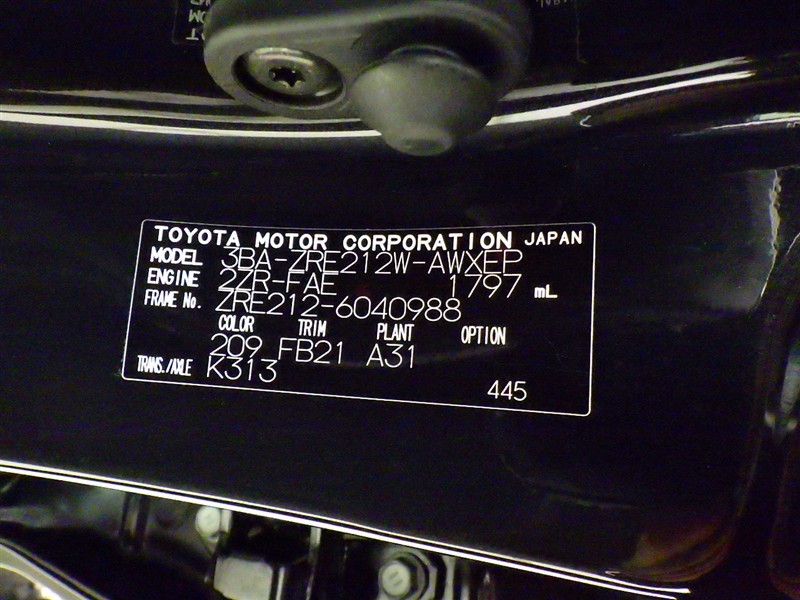 TOYOTA MOTOR CORPORATION JAPAN
MODEL 3BA-ZRE212W-AWXEP
ENGINE 2ZR-FAE 1797 mL
FRAME No. ZRE212-6040988
COLOR TRIM PLANT OPTION
209 FB21 A31
TRANS./AXLE K313
445